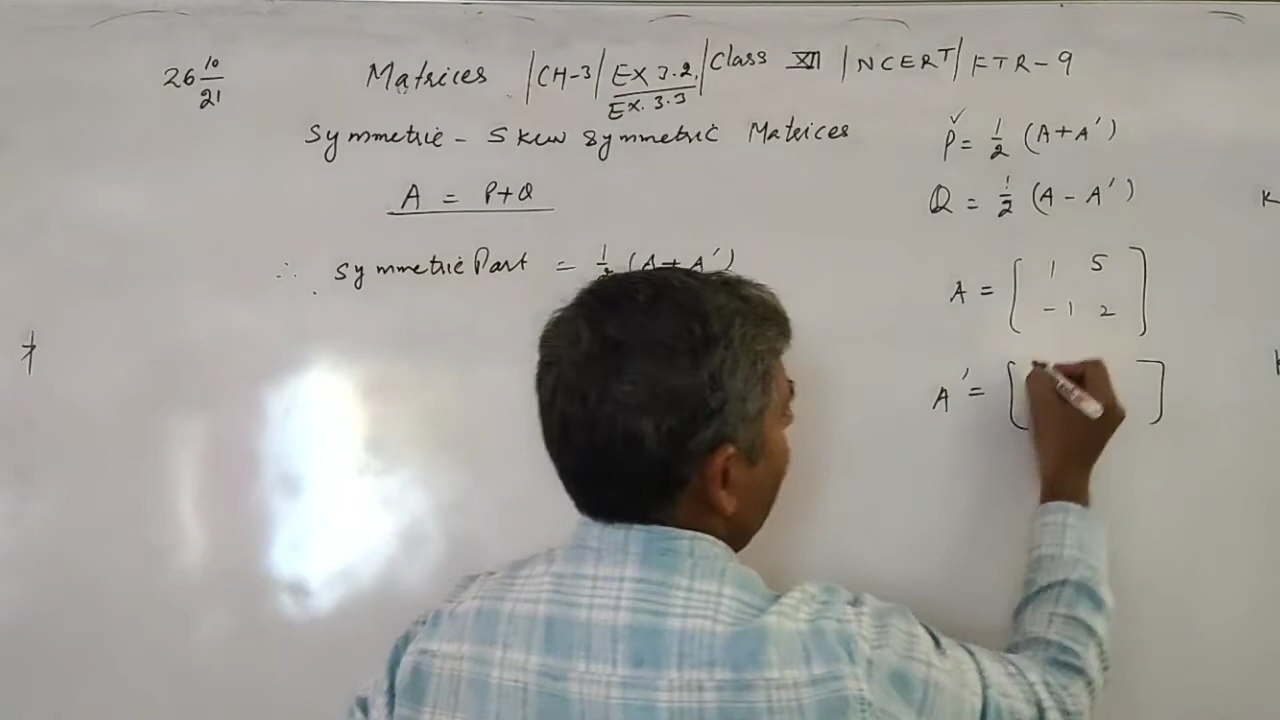 26 10/21 Matrices |CH-3| Ex 3.2, |Class XII |NCERT| FTR-9
Ex. 3.3
Symmetric - Skew Symmetric Matrices
A = P+Q
∴ Symmetric Part = 1/2 (A+A')
P = 1/2 (A+A')
Q = 1/2 (A-A')
A = [ 1 5
-1 2 ]
A' = [ ]